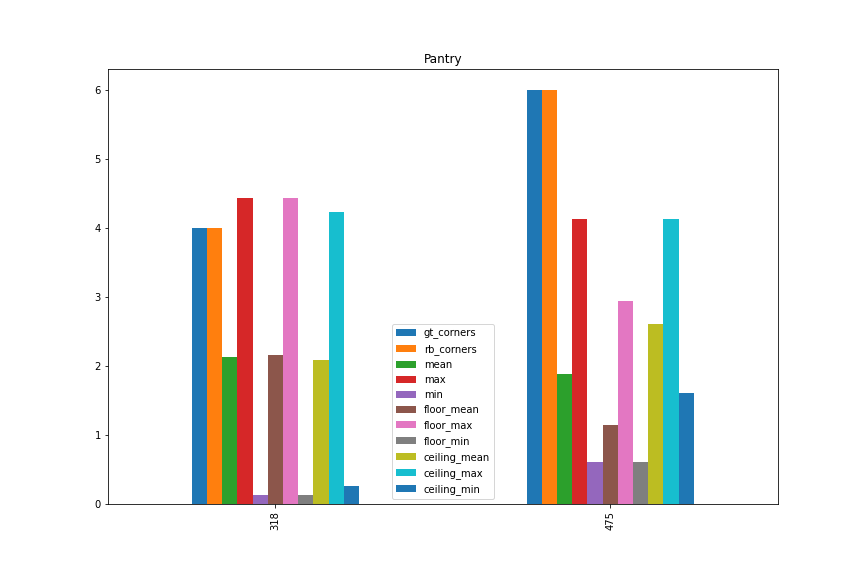 Pantry
6
5
4
3
2
1
0
gt_corners
rb_corners
mean
max
min
floor_mean
floor_max
floor_min
ceiling_mean
ceiling_max
ceiling_min
318
475